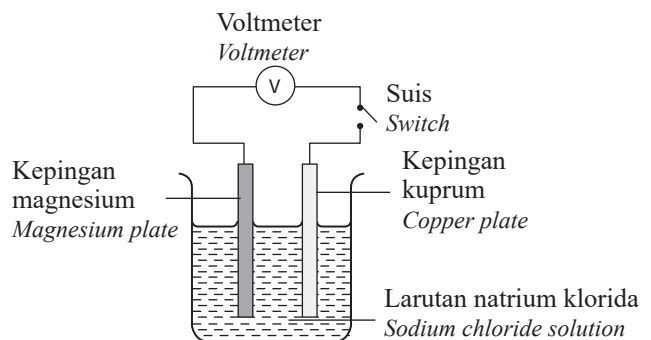 Voltmeter
Voltmeter
V
Suis
Switch
Kepingan
magnesium
Magnesium plate
Kepingan
kuprum
Copper plate
Larutan natrium klorida
Sodium chloride solution